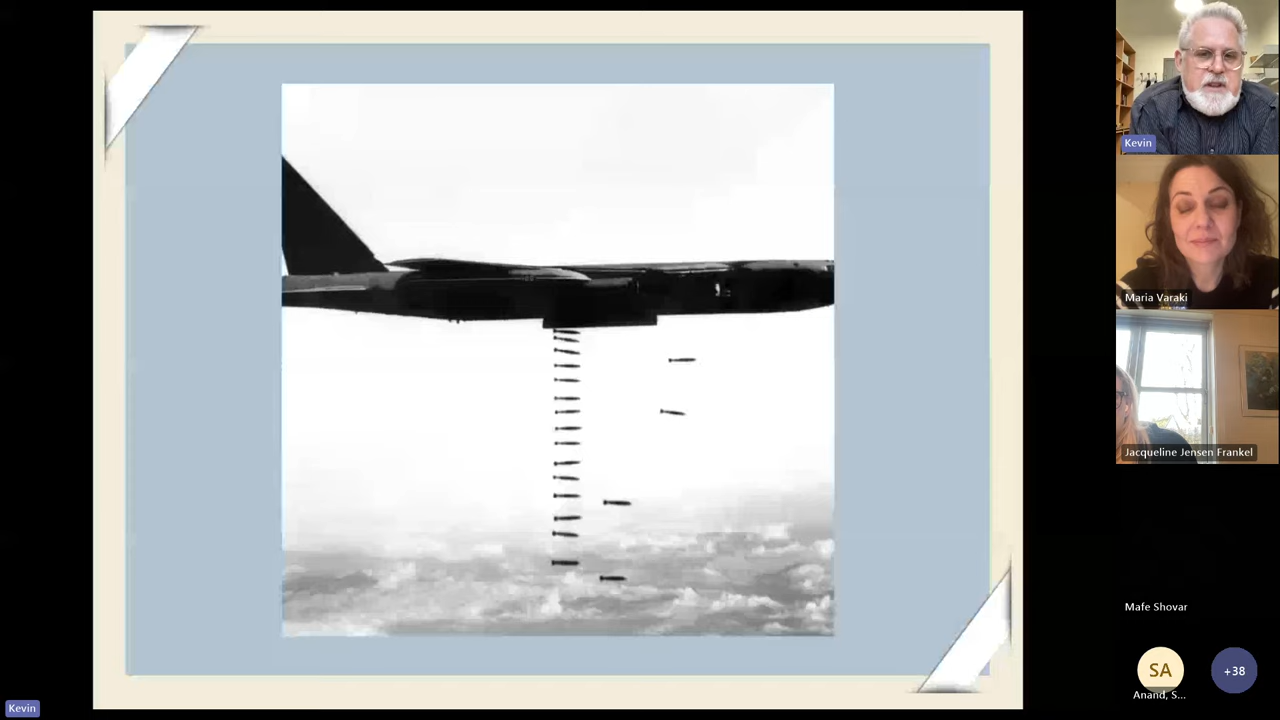 Kevin
Maria Varaki
Jacqueline Jensen Frankel
Mafe Shovar
SA
+38
Anand, S...
Kevin